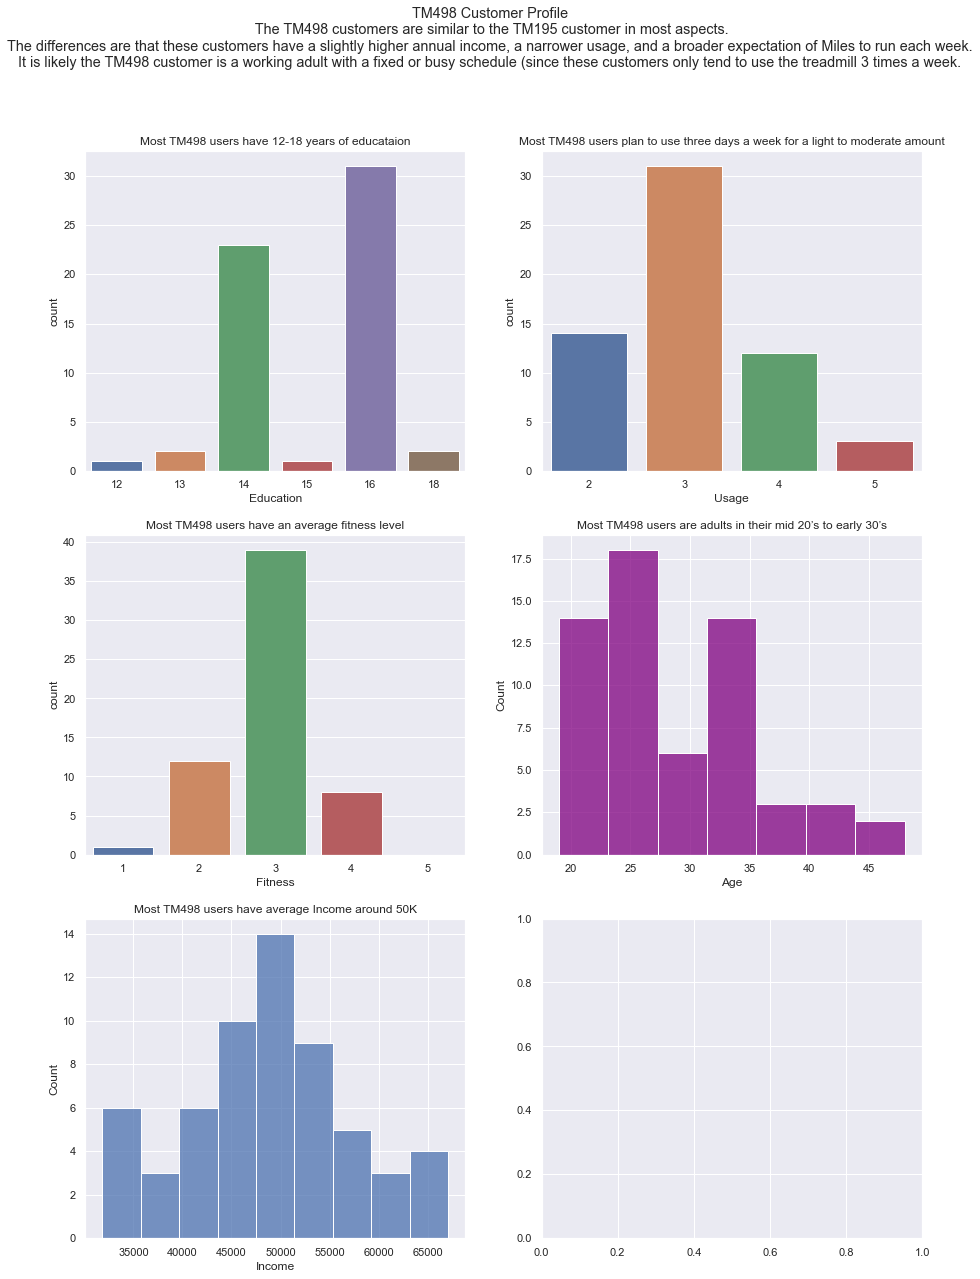 TM498 Customer Profile
The TM498 customers are similar to the TM195 customer in most aspects.
The differences are that these customers have a slightly higher annual income, a narrower usage, and a broader expectation of Miles to run each week.
It is likely the TM498 customer is a working adult with a fixed or busy schedule (since these customers only tend to use the treadmill 3 times a week.
Most TM498 users have 12-18 years of educataion
30
25
20
15
10
5
0
count
12 13 14 15 16 18
Education
Most TM498 users plan to use three days a week for a light to moderate amount
30
25
20
15
10
5
0
count
2 3 4 5
Usage
Most TM498 users have an average fitness level
40
35
30
25
20
15
10
5
0
count
1 2 3 4 5
Fitness
Most TM498 users are adults in their mid 20's to early 30's
17.5
15.0
12.5
10.0
7.5
5.0
2.5
0.0
Count
20 25 30 35 40 45
Age
Most TM498 users have average Income around 50K
14
12
10
8
6
4
2
0
Count
35000 40000 45000 50000 55000 60000 65000
Income
1.0
0.8
0.6
0.4
0.2
0.0
0.0 0.2 0.4 0.6 0.8 1.0